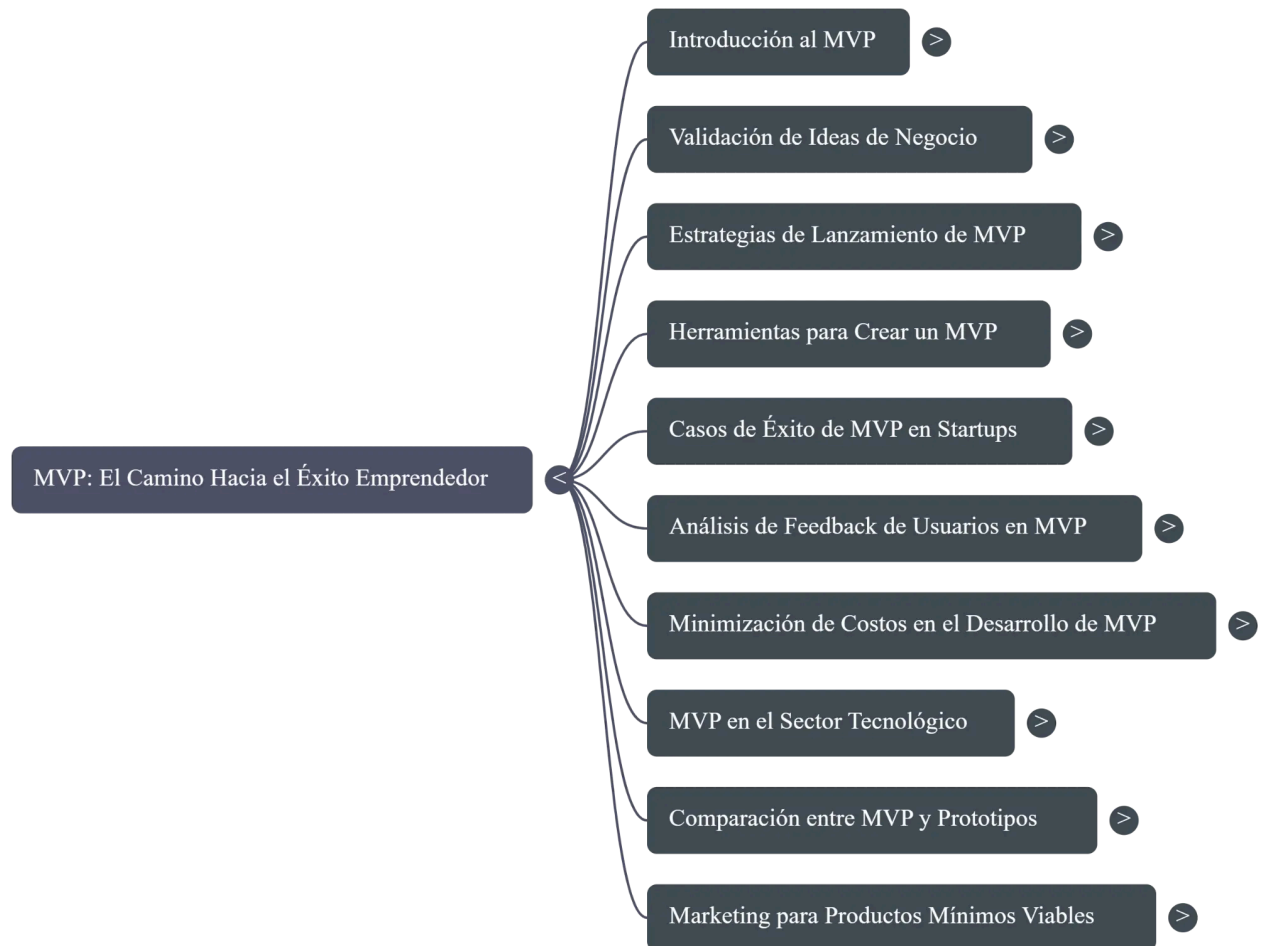 Introducción al MVP
>
Validación de Ideas de Negocio
>
Estrategias de Lanzamiento de MVP
>
Herramientas para Crear un MVP
>
Casos de Éxito de MVP en Startups
>
MVP: El Camino Hacia el Éxito Emprendedor
<
Análisis de Feedback de Usuarios en MVP
>
Minimización de Costos en el Desarrollo de MVP
>
MVP en el Sector Tecnológico
>
Comparación entre MVP y Prototipos
>
Marketing para Productos Mínimos Viables
>